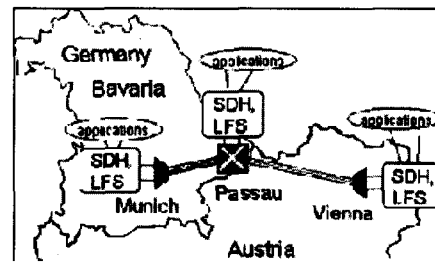 Germany
applications
Bavaria
SDH,
LFS
applications
applications
SDH,
LFS
SDH,
LFS
Munich
Passau
Vienna
Austria